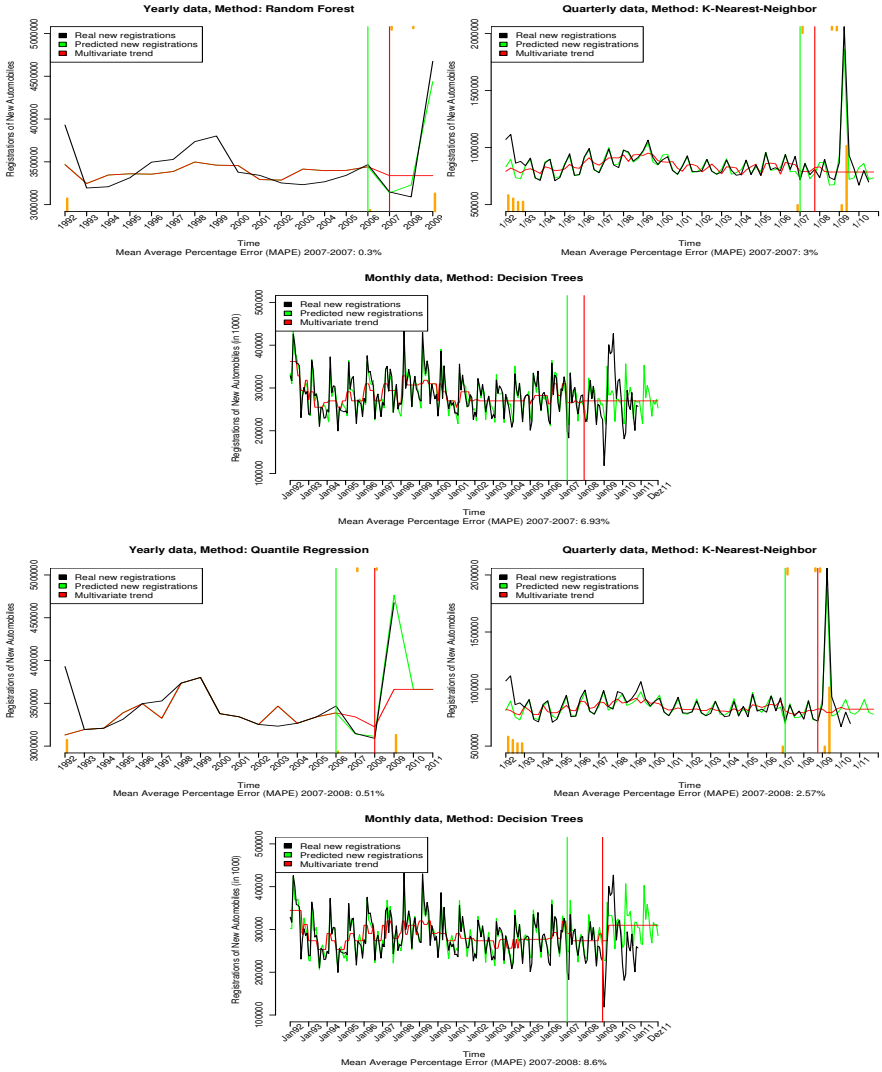 Yearly data, Method: Random Forest
Registrations of New Automobiles
3000000 3500000 4000000 4500000 5000000
Real new registrations
Predicted new registrations
Multivariate trend
1992 1993 1994 1995 1996 1997 1998 1999 2000 2001 2002 2003 2004 2005 2006 2007 2008 2009
Time
Mean Average Percentage Error (MAPE) 2007-2007: 0.3%
Quarterly data, Method: K-Nearest-Neighbor
Registrations of New Automobiles
500000 1000000 1500000 2000000
Real new registrations
Predicted new registrations
Multivariate trend
1/92 1/93 1/94 1/95 1/96 1/97 1/98 1/99 1/00 1/01 1/02 1/03 1/04 1/05 1/06 1/07 1/08 1/09 1/10
Time
Mean Average Percentage Error (MAPE) 2007-2007: 3%
Monthly data, Method: Decision Trees
Registrations of New Automobiles (in 1000)
100000 200000 300000 400000 500000
Real new registrations
Predicted new registrations
Multivariate trend
Jan92 Jan93 Jan94 Jan95 Jan96 Jan97 Jan98 Jan99 Jan00 Jan01 Jan02 Jan03 Jan04 Jan05 Jan06 Jan07 Jan08 Jan09 Jan10 Jan11 Dez11
Time
Mean Average Percentage Error (MAPE) 2007-2007: 6.93%
Yearly data, Method: Quantile Regression
Registrations of New Automobiles
3000000 3500000 4000000 4500000 5000000
Real new registrations
Predicted new registrations
Multivariate trend
1992 1993 1994 1995 1996 1997 1998 1999 2000 2001 2002 2003 2004 2005 2006 2007 2008 2009 2010 2011
Time
Mean Average Percentage Error (MAPE) 2007-2008: 0.51%
Quarterly data, Method: K-Nearest-Neighbor
Registrations of New Automobiles
500000 1000000 1500000 2000000
Real new registrations
Predicted new registrations
Multivariate trend
1/92 1/93 1/94 1/95 1/96 1/97 1/98 1/99 1/00 1/01 1/02 1/03 1/04 1/05 1/06 1/07 1/08 1/09 1/10 1/11
Time
Mean Average Percentage Error (MAPE) 2007-2008: 2.57%
Monthly data, Method: Decision Trees
Registrations of New Automobiles (in 1000)
100000 200000 300000 400000 500000
Real new registrations
Predicted new registrations
Multivariate trend
Jan92 Jan93 Jan94 Jan95 Jan96 Jan97 Jan98 Jan99 Jan00 Jan01 Jan02 Jan03 Jan04 Jan05 Jan06 Jan07 Jan08 Jan09 Jan10 Jan11 Dez11
Time
Mean Average Percentage Error (MAPE) 2007-2008: 8.6%